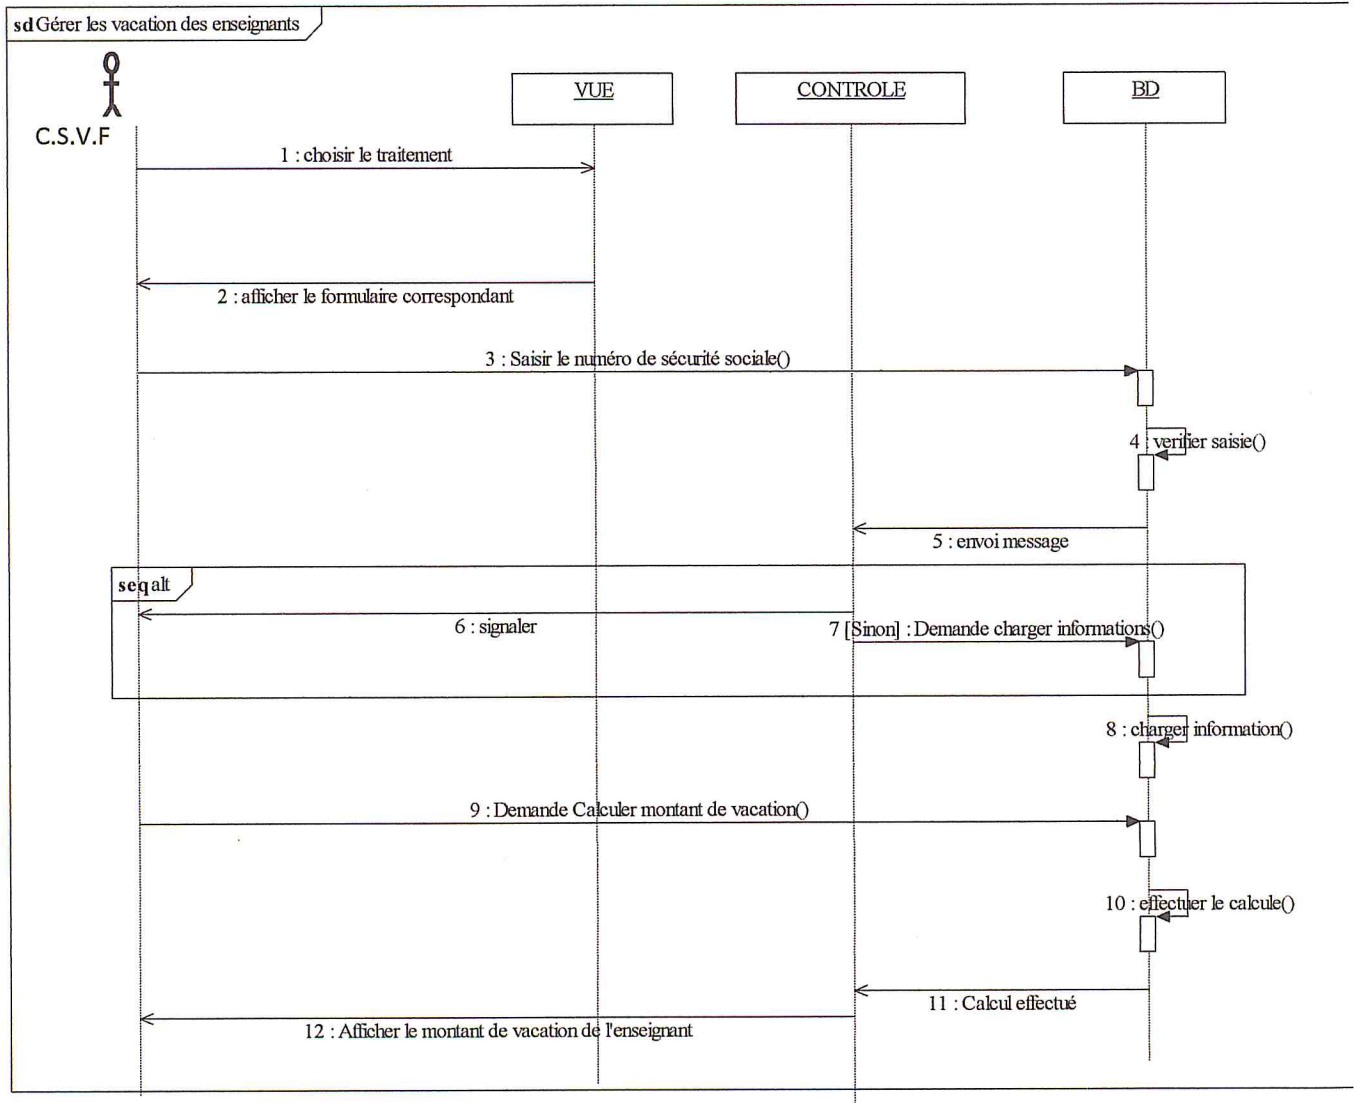 sd Gérer les vacation des enseignants
C.S.V.F
VUE
CONTROLE
BD
1 : choisir le traitement
2 : afficher le formulaire correspondant
3 : Saisir le numéro de sécurité sociale()
4 : verifier saisie()
5 : envoi message
seq alt
6 : signaler
7 [Sinon] : Demande charger informations()
8 : charger information()
9 : Demande Calculer montant de vacation()
10 : effectuer le calcule()
11 : Calcul effectué
12 : Afficher le montant de vacation de l'enseignant